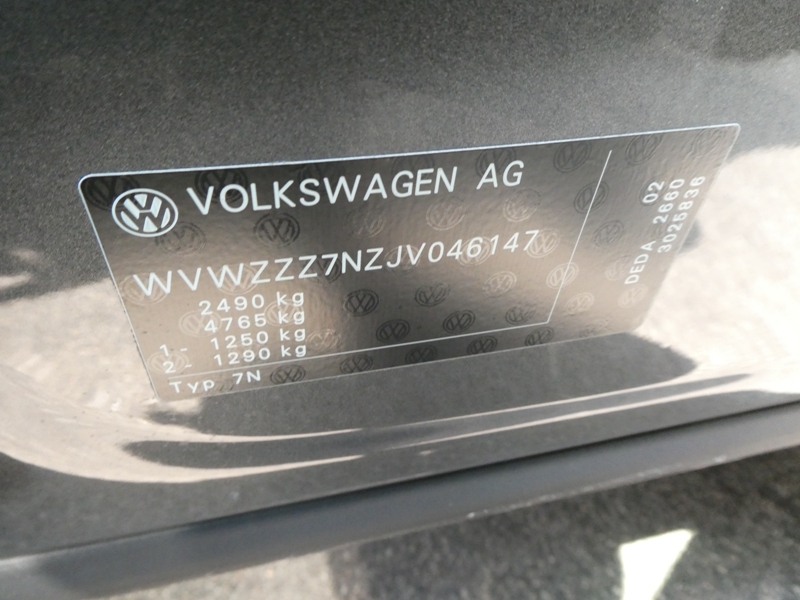 VOLKSWAGEN AG
WVWZZZ7NZJV046147
2490 kg
4765 kg
1 - 1250 kg
2 - 1290 kg
Typ 7N
02
DEDA - 2660
3025836